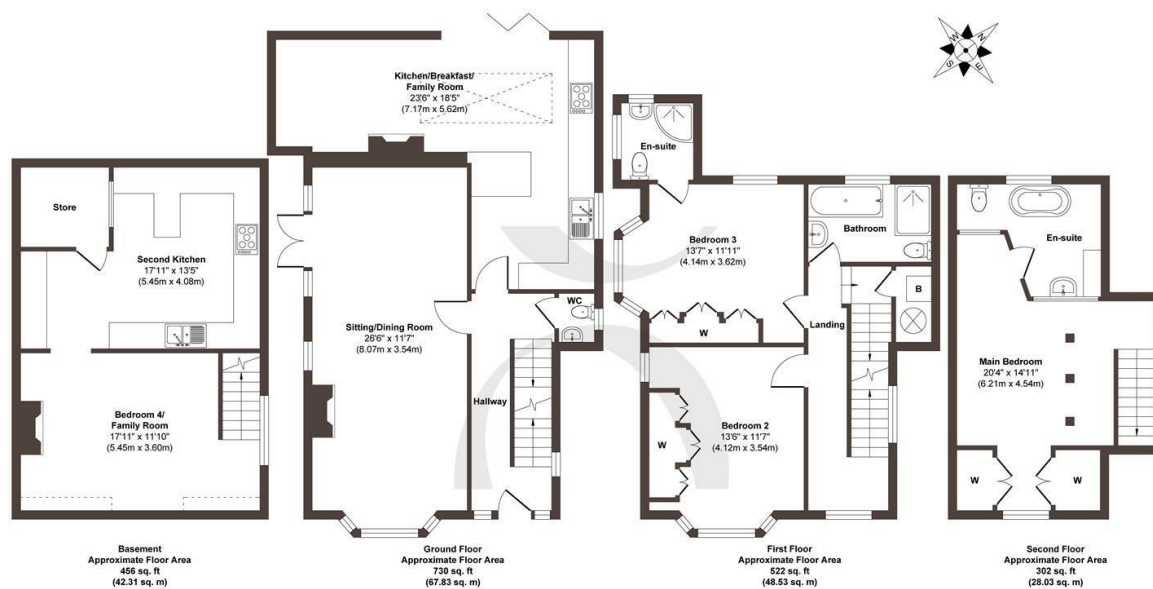 Store
Second Kitchen
17'11" x 13'5"
(5.45m x 4.08m)
Bedroom 4/
Family Room
17'11" x 11'10"
(5.45m x 3.60m)
Basement
Approximate Floor Area
456 sq. ft
(42.31 sq. m)
Kitchen/Breakfast/
Family Room
23'6" x 18'5"
(7.17m x 5.62m)
Sitting/Dining Room
26'6" x 11'7"
(8.07m x 3.54m)
WC
Hallway
Ground Floor
Approximate Floor Area
730 sq. ft
(67.83 sq. m)
En-suite
Bedroom 3
13'7" x 11'11"
(4.14m x 3.62m)
W
Bathroom
B
Landing
W
Bedroom 2
13'6" x 11'7"
(4.12m x 3.54m)
First Floor
Approximate Floor Area
522 sq. ft
(48.53 sq. m)
W
N
S
E
En-suite
Main Bedroom
20'4" x 14'11"
(6.21m x 4.54m)
W
W
Second Floor
Approximate Floor Area
302 sq. ft
(28.03 sq. m)